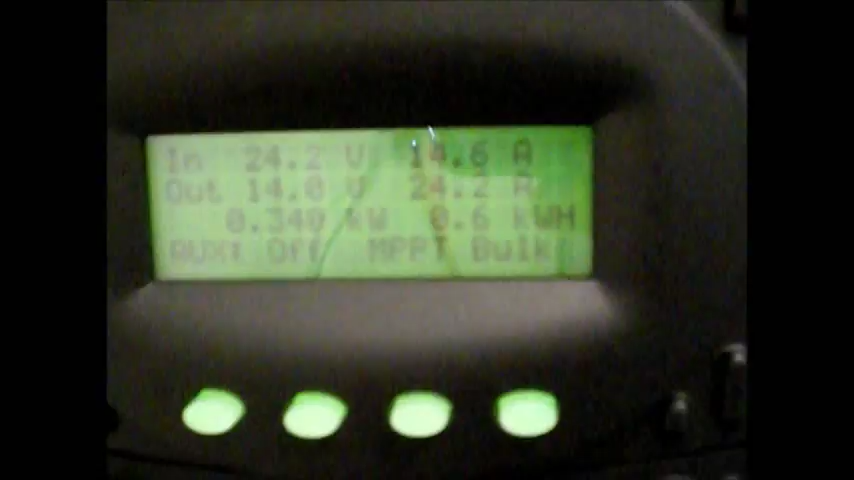 In 24.2 V 14.6 A
Out 14.0 V 24.2 A
0.340 kW 0.6 kWH
AUX: Off MPPT Bulk